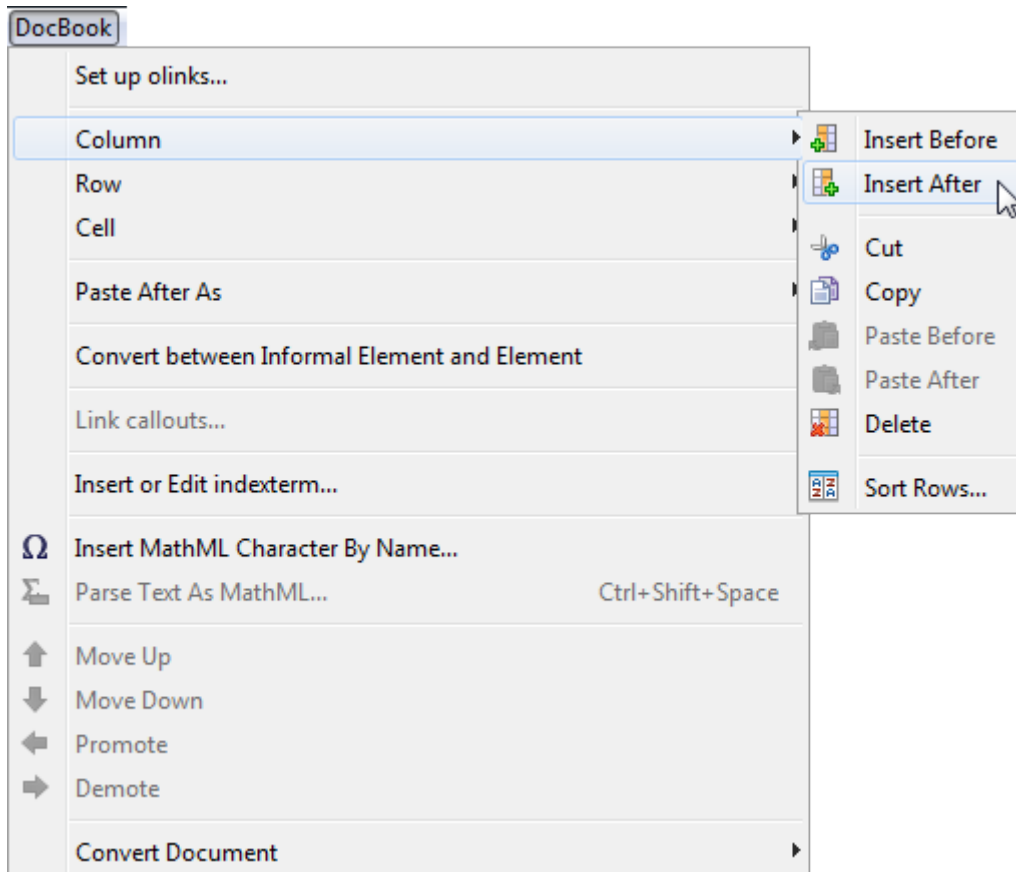 DocBook
Set up olinks...
Column
Row
Cell
Paste After As
Convert between Informal Element and Element
Link callouts...
Insert or Edit indexterm...
Ω Insert MathML Character By Name...
Σ Parse Text As MathML... Ctrl+Shift+Space
Move Up
Move Down
Promote
Demote
Convert Document
Insert Before
Insert After
Cut
Copy
Paste Before
Paste After
Delete
Sort Rows...